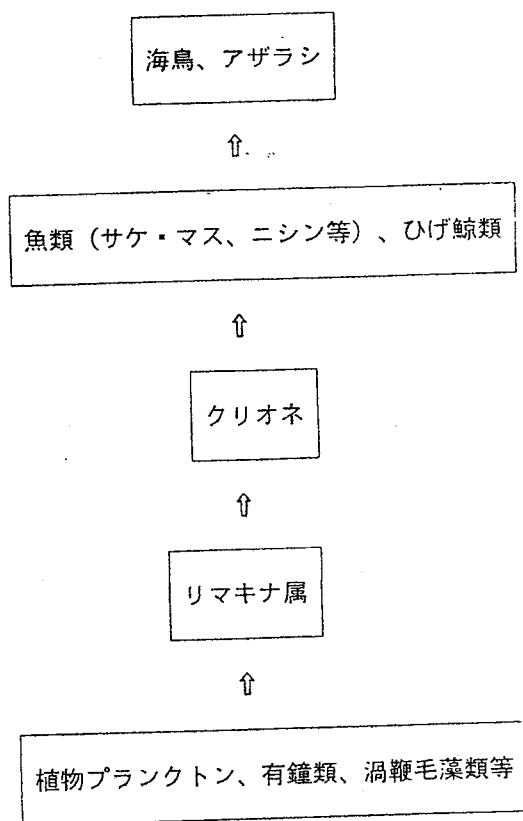 海鳥、アザラシ
⇧
魚類（サケ・マス、ニシン等）、ひげ鯨類
⇧
クリオネ
⇧
リマキナ属
⇧
植物プランクトン、有鐘類、渦鞭毛藻類等